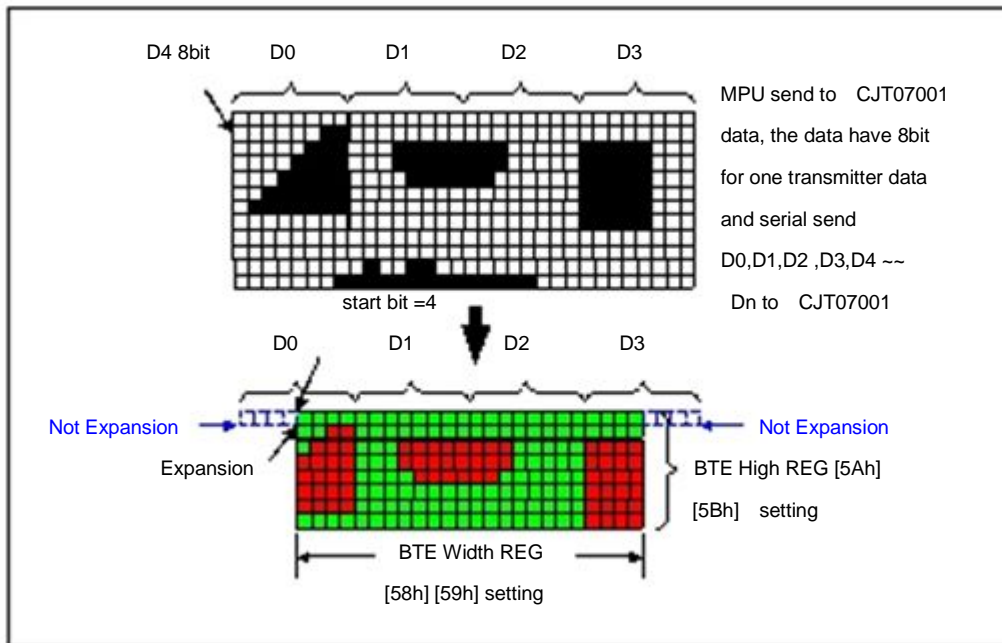 D4 8bit D0 D1 D2 D3
MPU send to CJT07001
data, the data have 8bit
for one transmitter data
and serial send
D0,D1,D2 ,D3,D4 ~~
Dn to CJT07001
start bit =4
D0 D1 D2 D3
Not Expansion
Not Expansion
Expansion
BTE High REG [5Ah]
[5Bh] setting
BTE Width REG
[58h] [59h] setting